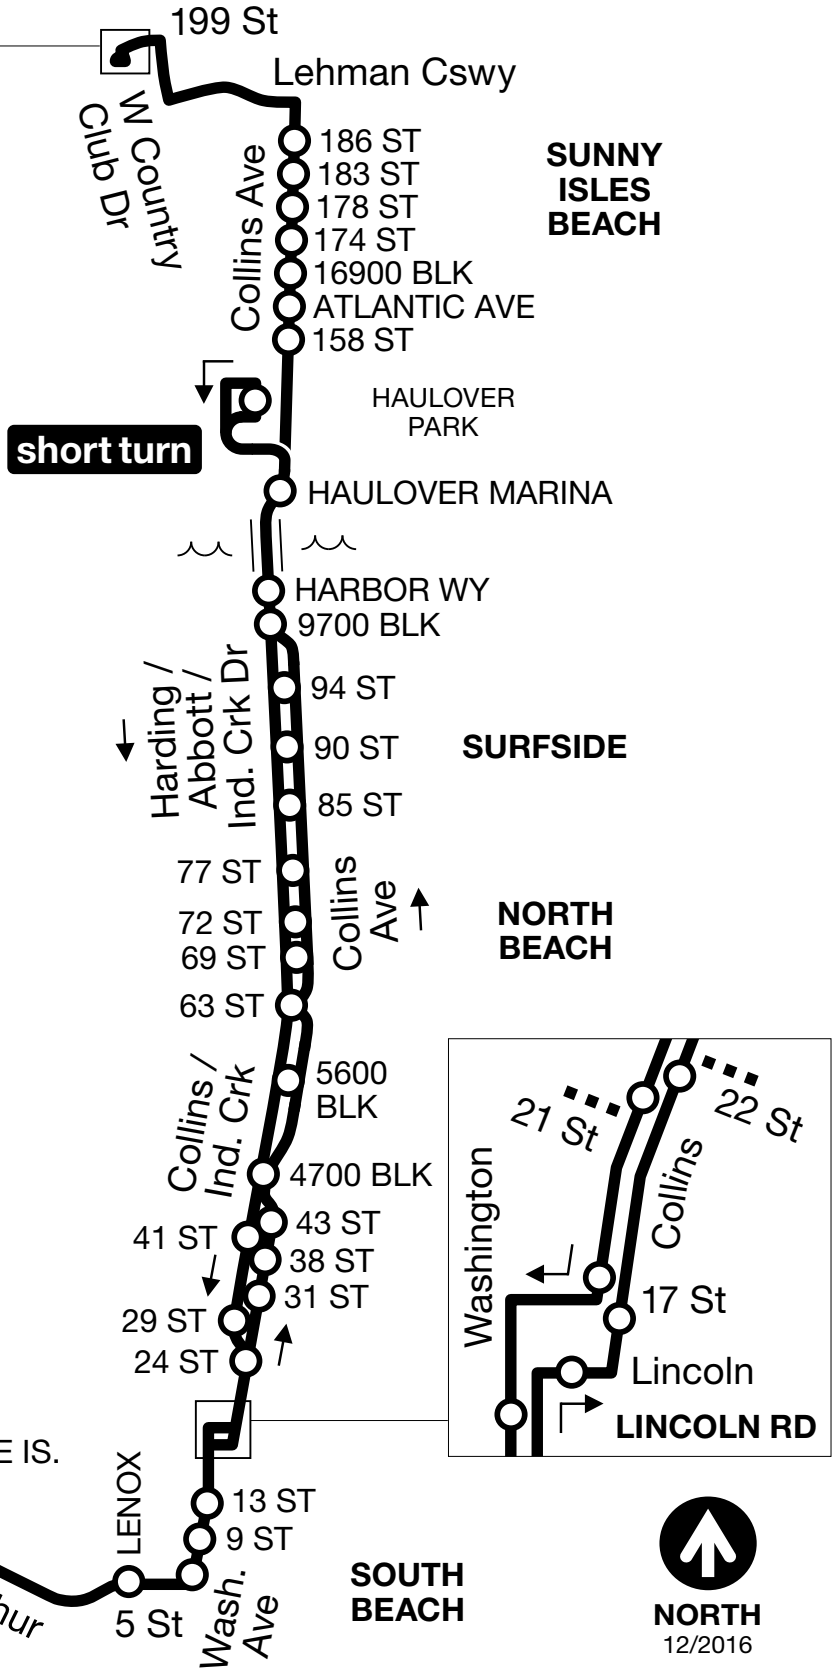 199 St
Lehman Cswy
W Country
Club Dr
Collins Ave
186 ST
183 ST
178 ST
174 ST
16900 BLK
ATLANTIC AVE
158 ST
SUNNY
ISLES
BEACH
HAULOVER
PARK
short turn
HAULOVER MARINA
HARBOR WY
9700 BLK
Harding /
Abbott /
Ind. Crk Dr
94 ST
90 ST
85 ST
SURFSIDE
77 ST
72 ST
69 ST
63 ST
Collins
Ave
NORTH
BEACH
Collins /
Ind. Crk
5600
BLK
4700 BLK
43 ST
41 ST
38 ST
31 ST
29 ST
24 ST
21 St
22 St
Washington
Collins
17 St
Lincoln
LINCOLN RD
E IS.
LENOX
13 ST
9 ST
5 St
Wash.
Ave
hur
SOUTH
BEACH
NORTH
12/2016